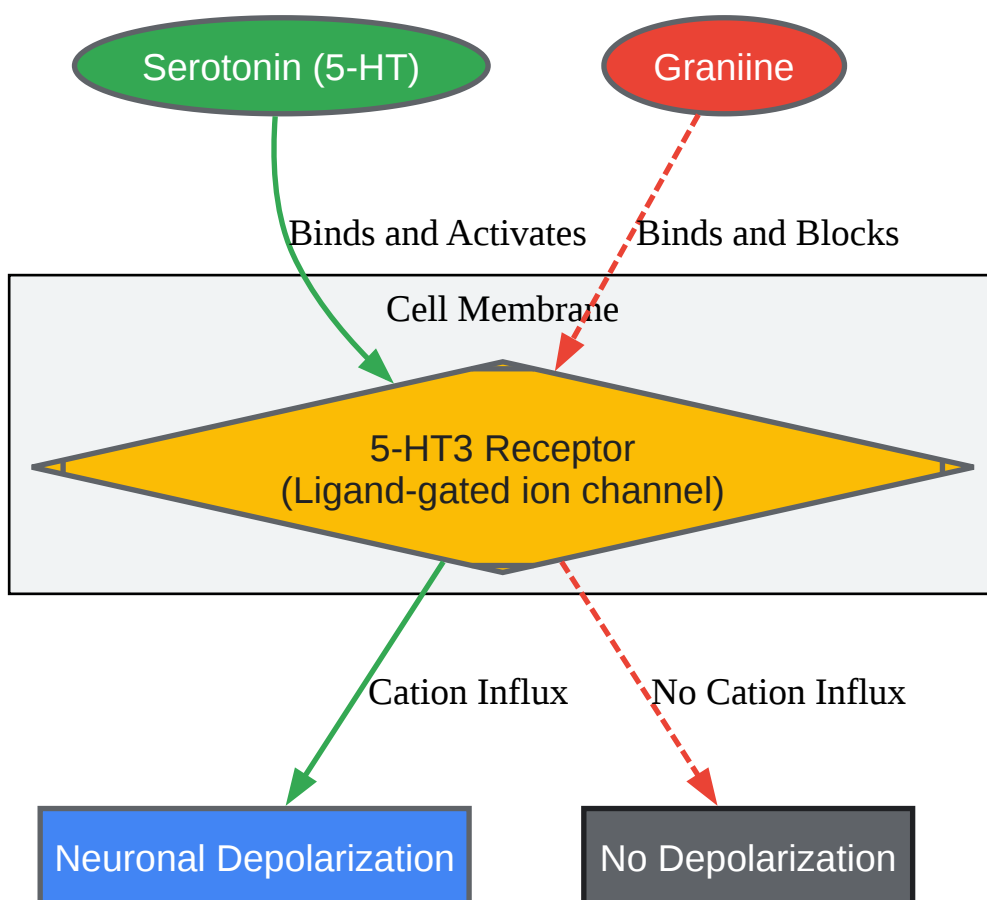 Serotonin (5-HT)
Graniine
Binds and Activates
Binds and Blocks
Cell Membrane
5-HT3 Receptor
(Ligand-gated ion channel)
Cation Influx
No Cation Influx
Neuronal Depolarization
No Depolarization